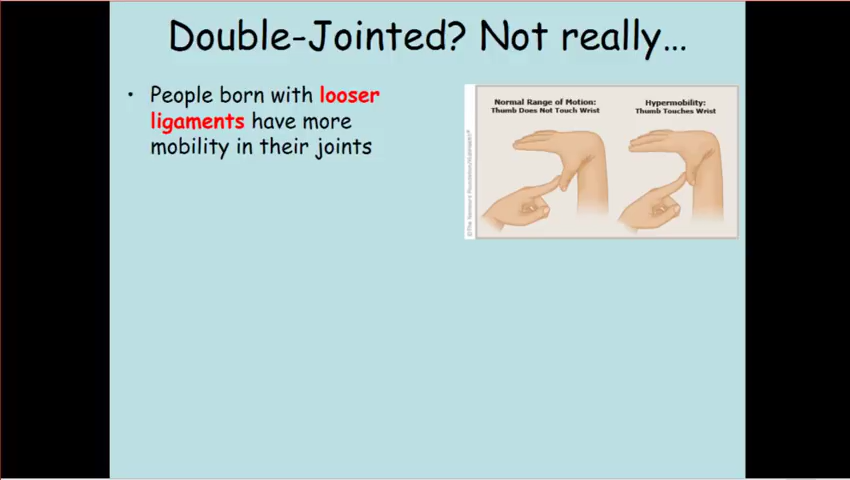 Double-Jointed? Not really...
• People born with looser
ligaments have more
mobility in their joints
Normal Range of Motion:
Thumb Does Not Touch Wrist
Hypermobility:
Thumb Touches Wrist